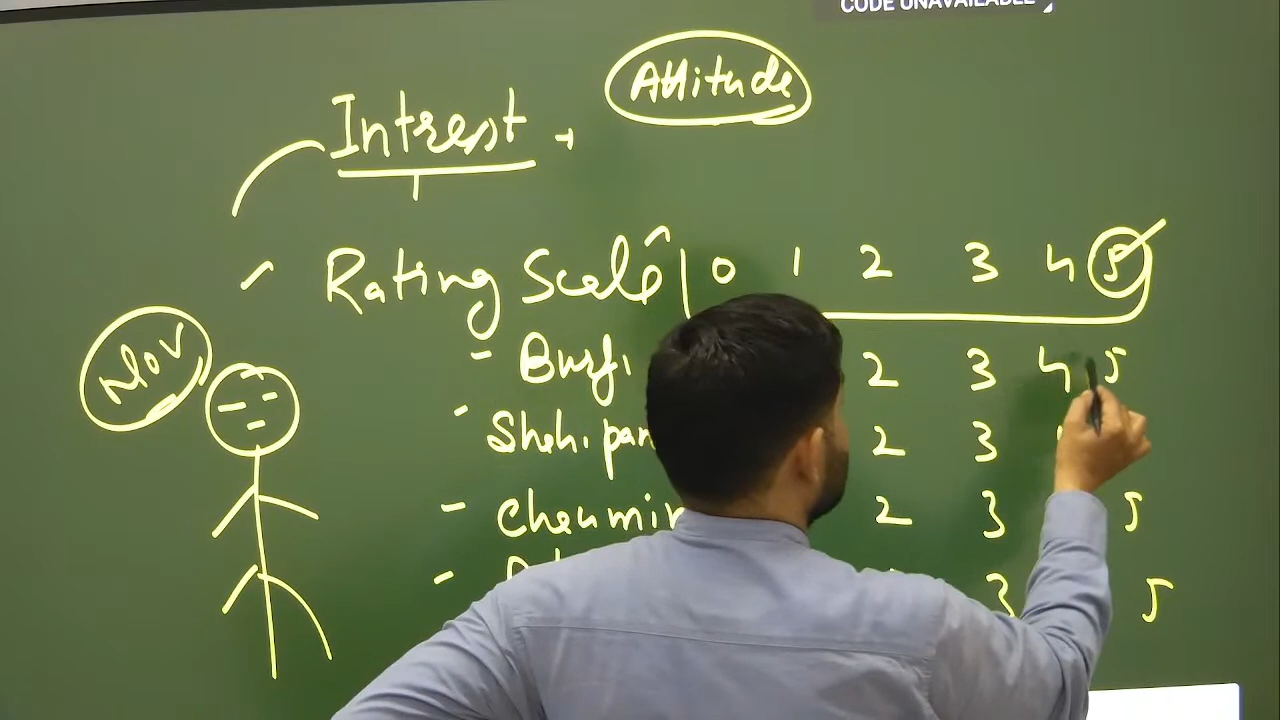 CODE UNAVAILABLE
Attitude
Intrest +
Rating Scale 0 1 2 3 4 5
Burfi 2 3 4 5
2 3
2 3 5
3 5
Nov